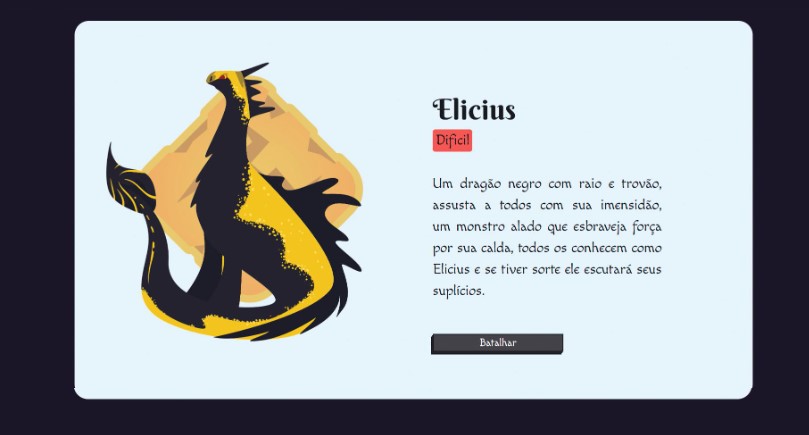 Elicius
Difícil
Um dragão negro com raio e trovão,
assusta a todos com sua imensidão,
um monstro alado que esbraveja força
por sua calda, todos os conhecem como
Elicius e se tiver sorte ele escutará seus
suplícios.
Batalhar